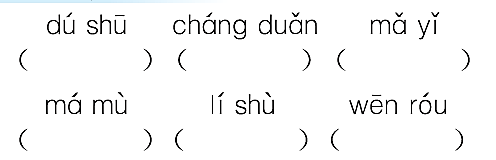 dú shū cháng duǎn mǎ yǐ
( ) ( ) ( )
má mù lí shù wēn róu
( ) ( ) ( )